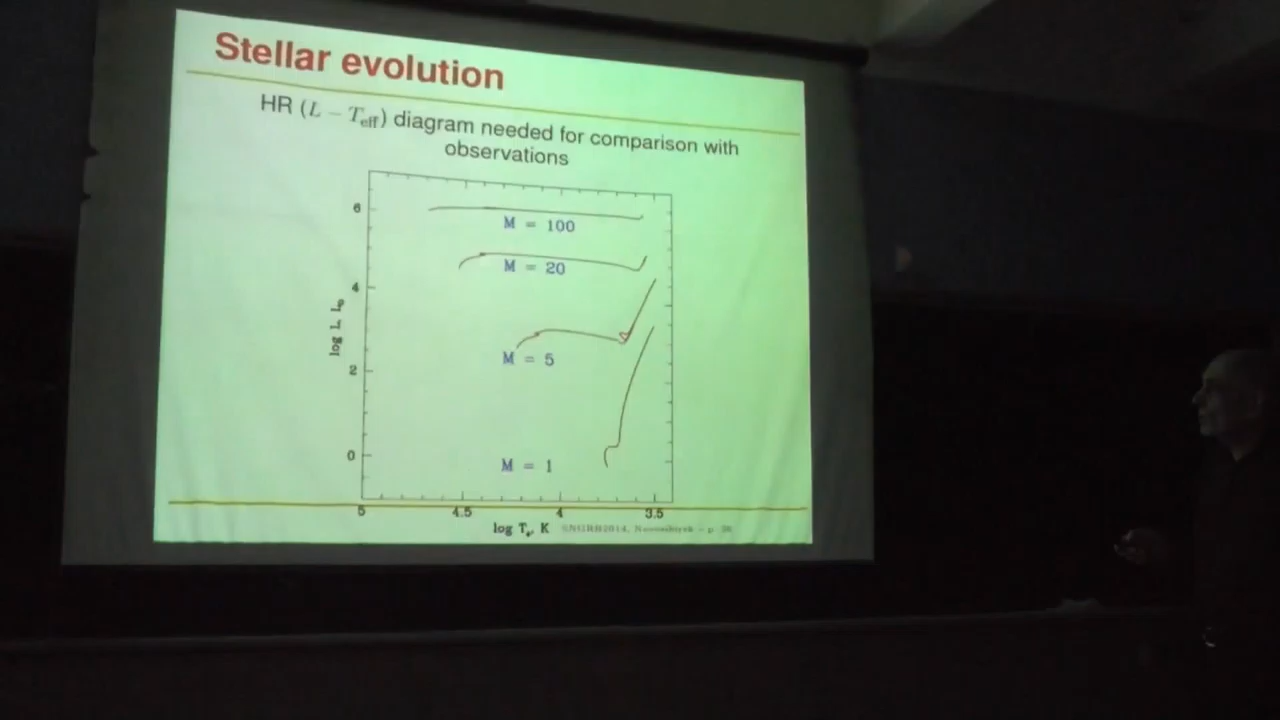 Stellar evolution
HR (L − T_eff) diagram needed for comparison with
observations
6
M = 100
M = 20
4
log L, L☉
M = 5
2
0
M = 1
5 4.5 4 3.5
log T_e, K